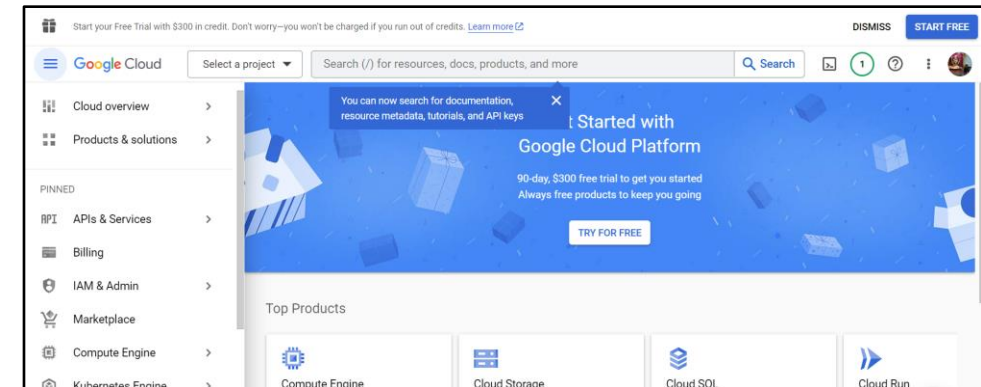 Start your Free Trial with $300 in credit. Don't worry—you won't be charged if you run out of credits. Learn more
DISMISS
START FREE
Google Cloud
Select a project
Search (/) for resources, docs, products, and more
Search
1
Cloud overview
Products & solutions
PINNED
API APIs & Services
Billing
IAM & Admin
Marketplace
Compute Engine
Kubernetes Engine
You can now search for documentation,
resource metadata, tutorials, and API keys
t Started with
Google Cloud Platform
90-day, $300 free trial to get you started
Always free products to keep you going
TRY FOR FREE
Top Products
Compute Engine
Cloud Storage
Cloud SQL
Cloud Run